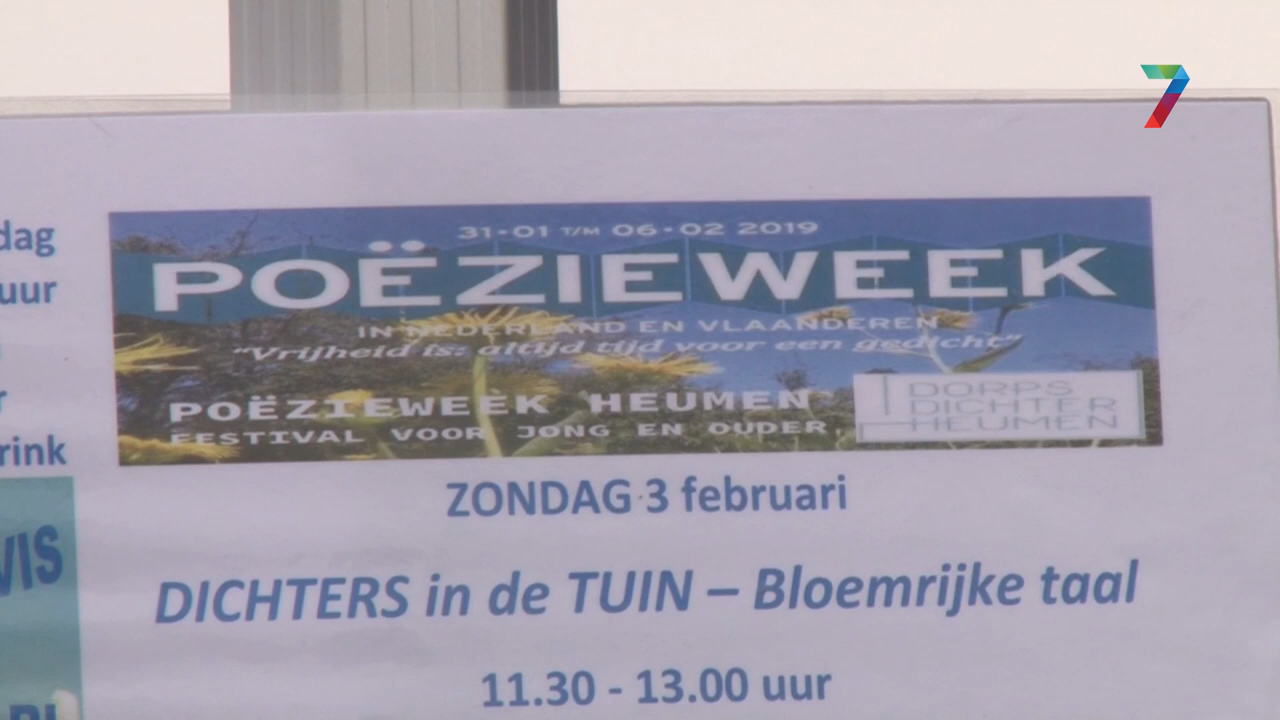 7
dag
uur
r
rink
VIS
31-01 T/M 06-02 2019
POËZIEWEEK
IN NEDERLAND EN VLAANDEREN
"Vrijheid is: altijd tijd voor een gedicht"
POËZIEWEEK HEUMEN
FESTIVAL VOOR JONG EN OUDER
DORPS
DICHTER
HEUMEN
ZONDAG 3 februari
DICHTERS in de TUIN – Bloemrijke taal
11.30 - 13.00 uur